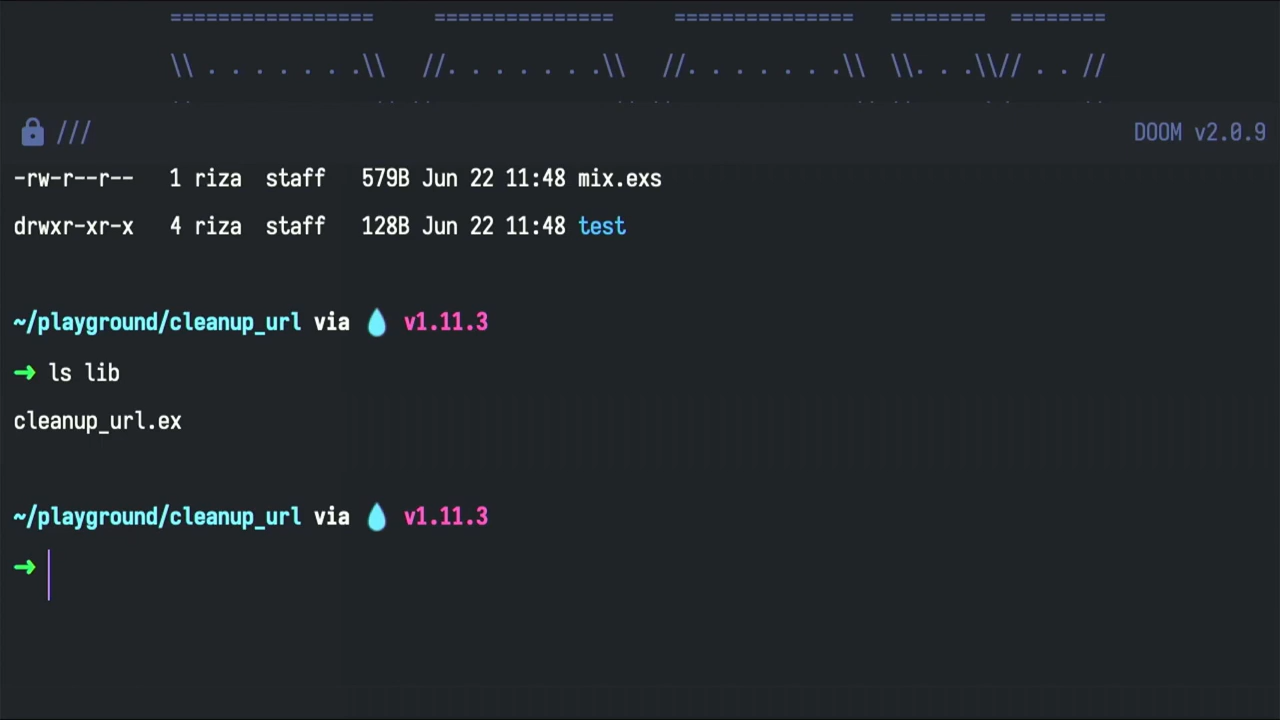 ================= =============== =============== ======== ========
\\ . . . . . . .\\ //. . . . . . .\\ //. . . . . . .\\ \\. . .\\// . . //
///
DOOM v2.0.9
-rw-r--r-- 1 riza staff 579B Jun 22 11:48 mix.exs
drwxr-xr-x 4 riza staff 128B Jun 22 11:48 test
~/playground/cleanup_url via 💧 v1.11.3
➜ ls lib
cleanup_url.ex
~/playground/cleanup_url via 💧 v1.11.3
➜